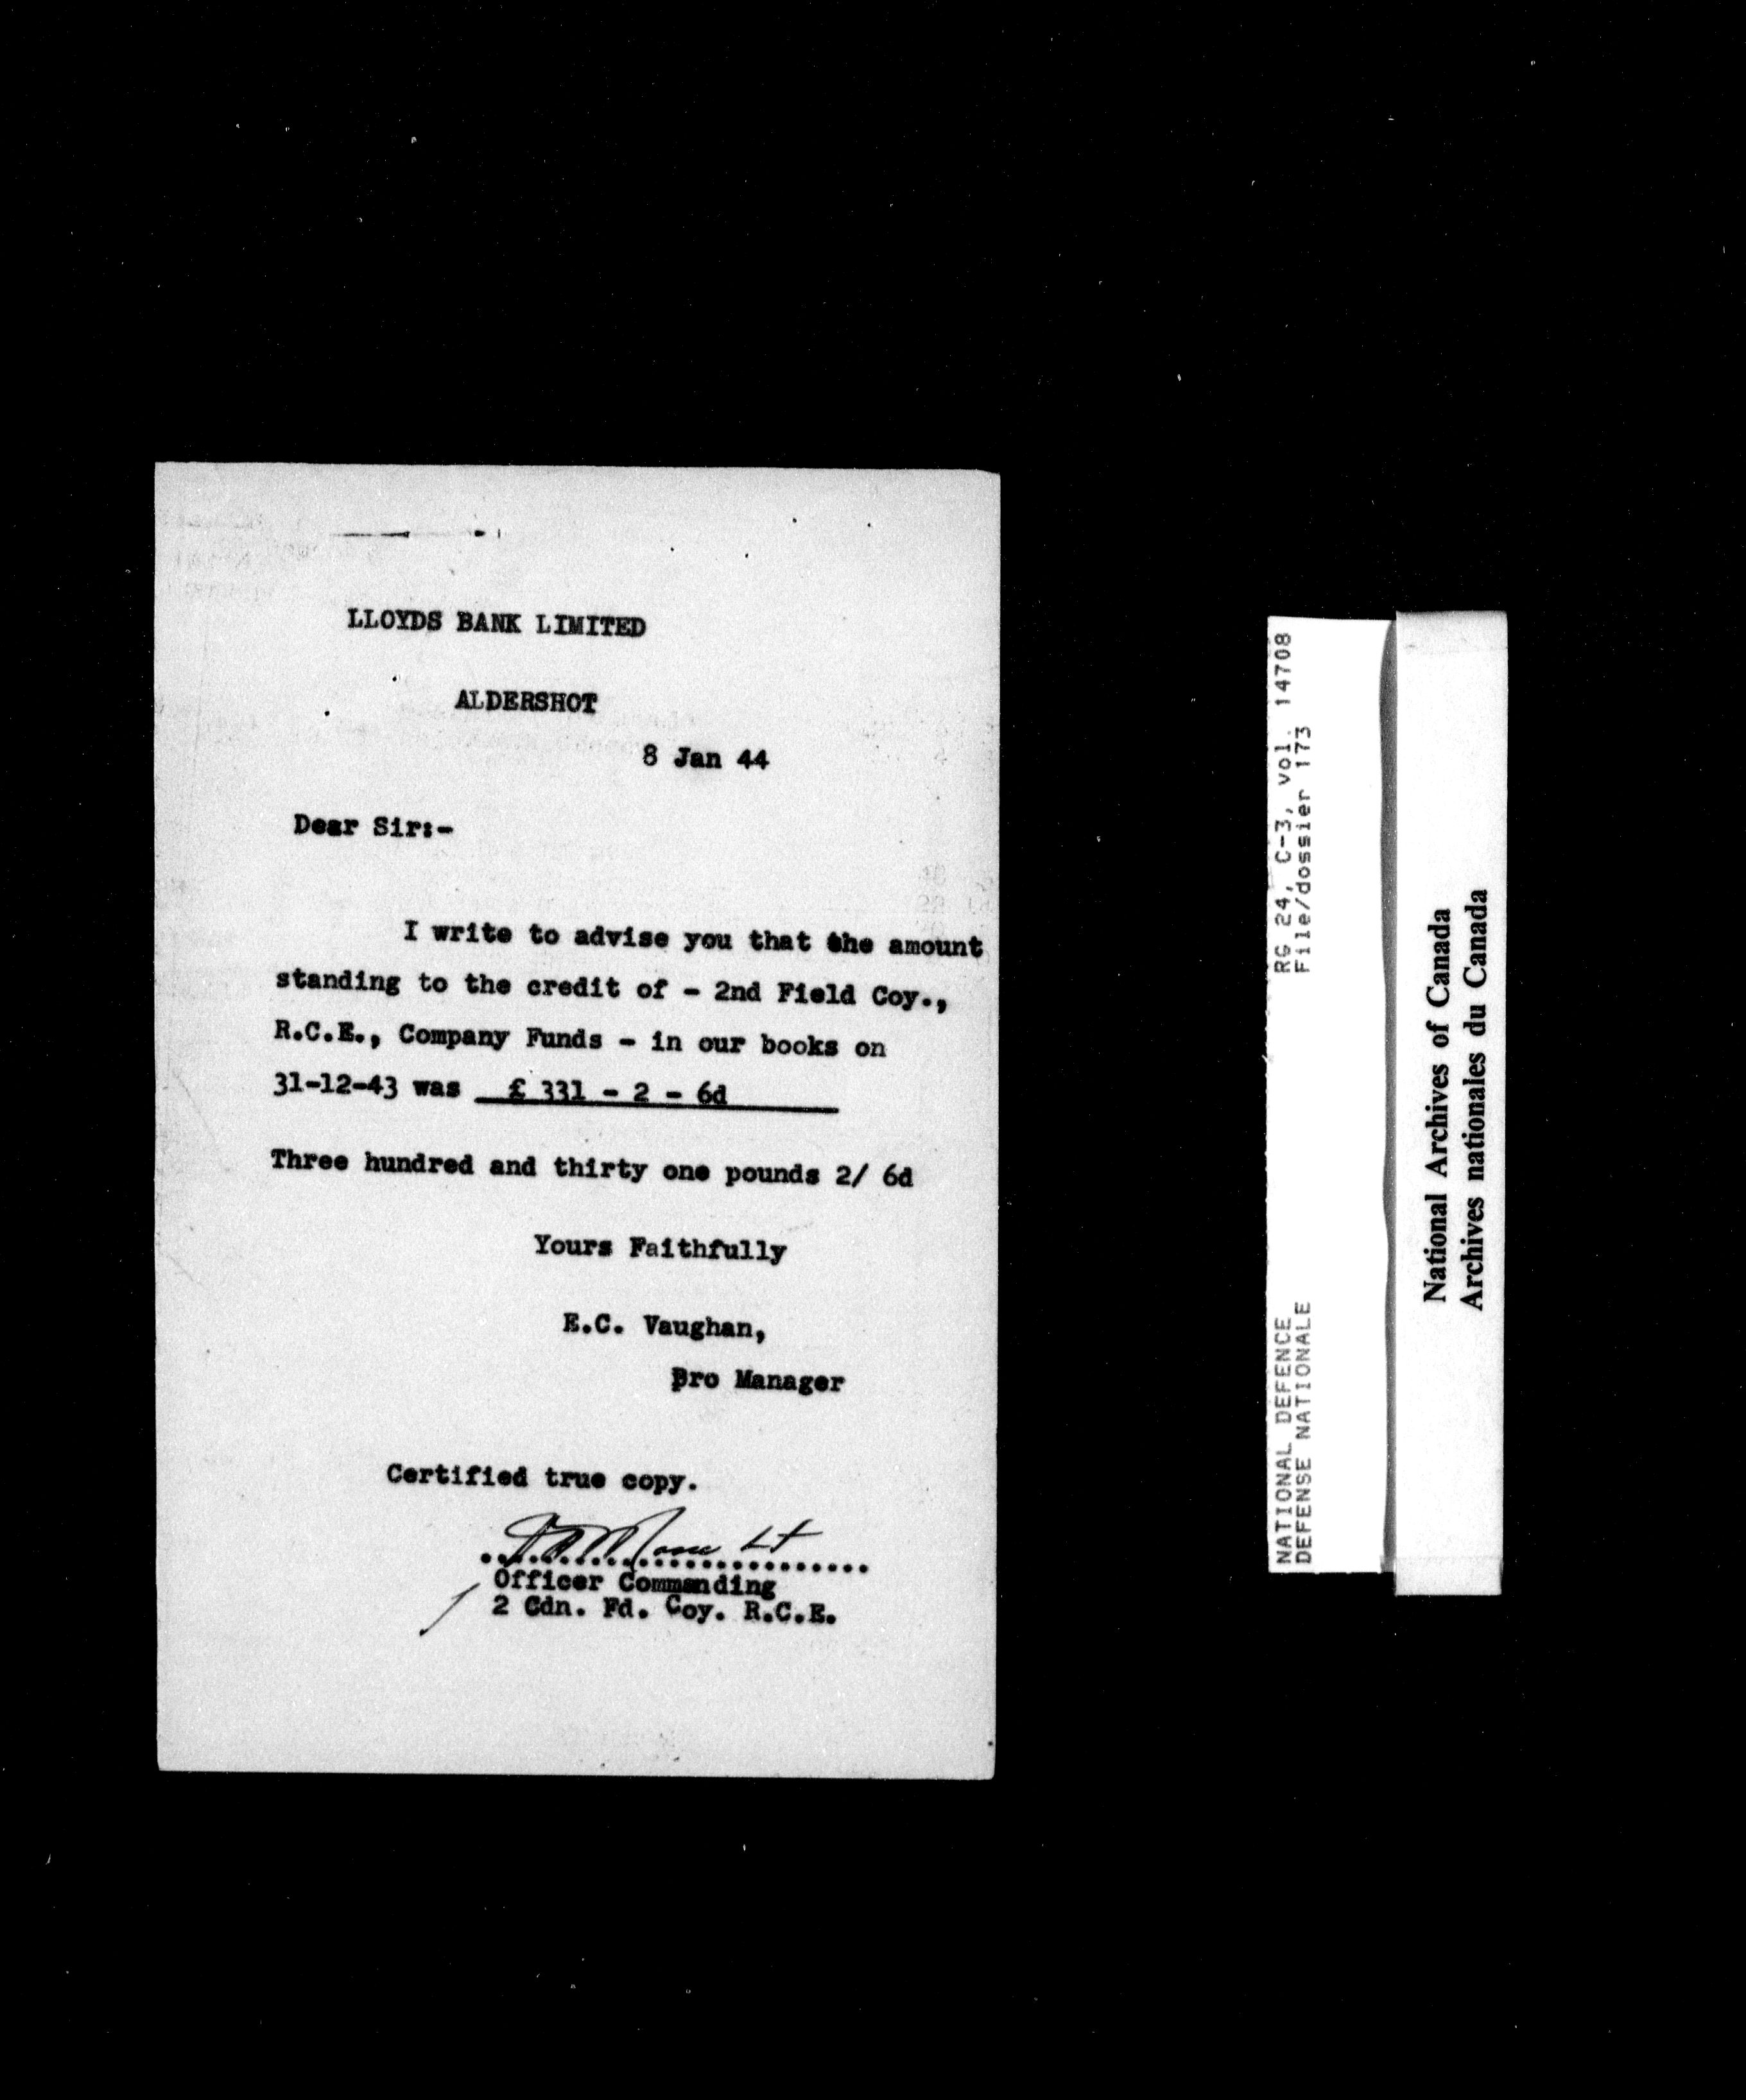 LLOYDS BANK LIMITED
ALDERSHOT
8 Jan 44
Dear Sir:-
I write to advise you that the amount
standing to the credit of - 2nd Field Coy.,
R.C.E., Company Funds - in our books on
31-12-43 was £ 331 - 2 - 6d
Three hundred and thirty one pounds 2/ 6d
Yours Faithfully
E.C. Vaughan,
Pro Manager
Certified true copy.
Lt
Officer Commanding
2 Cdn. Fd. Coy. R.C.E.
NATIONAL DEFENCE RG 24, C-3, vol. 14708
DEFENSE NATIONALE File/dossier 173
National Archives of Canada
Archives nationales du Canada